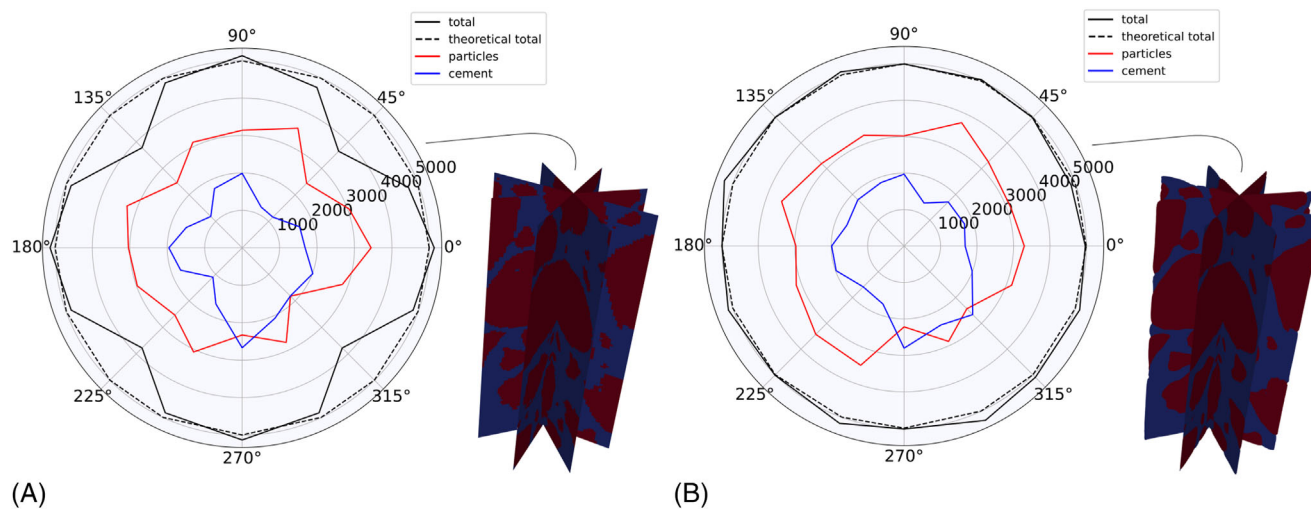 total
theoretical total
particles
cement
90°
135°
45°
180°
0°
1000
2000
3000
4000
5000
225°
315°
270°
(A)
total
theoretical total
particles
cement
90°
135°
45°
180°
0°
1000
2000
3000
4000
5000
225°
315°
270°
(B)